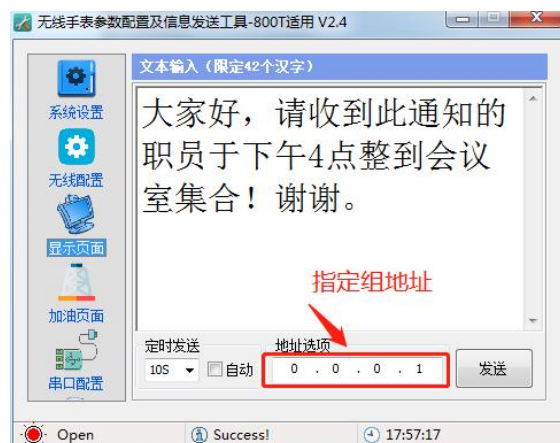 无线手表参数配置及信息发送工具-800T适用 V2.4
文本输入（限定42个汉字）
系统设置
无线配置
显示页面
加油页面
串口配置
大家好，请收到此通知的
职员于下午4点整到会议
室集合！谢谢。
指定组地址
定时发送
地址选项
10S
自动
0 . 0 . 0 . 1
发送
Open
Success!
17:57:17